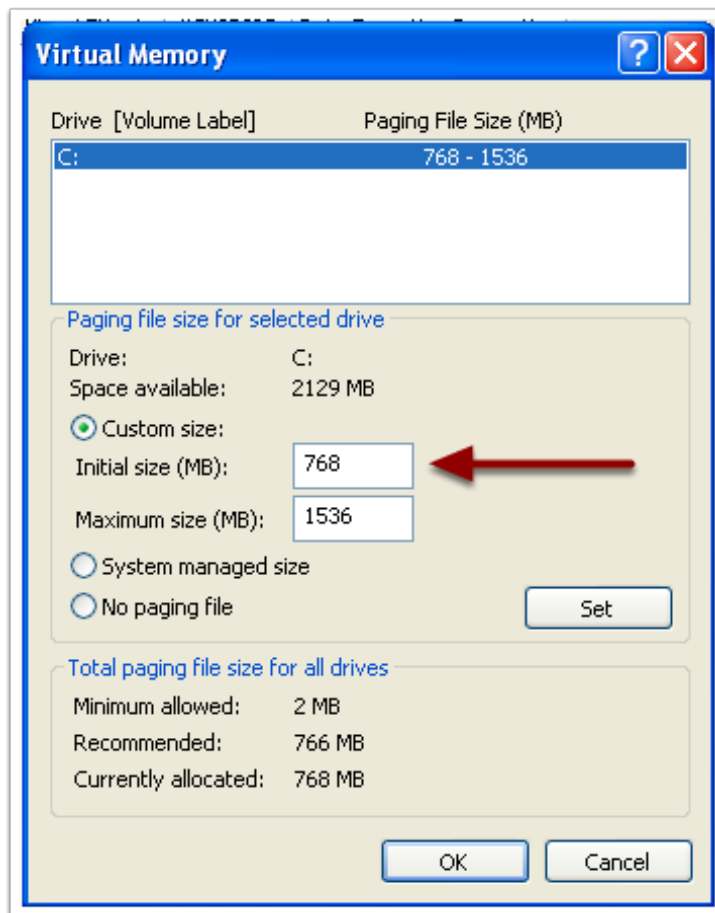 Virtual Memory
?
Drive [Volume Label] Paging File Size (MB)
C: 768 - 1536
Paging file size for selected drive
Drive: C:
Space available: 2129 MB
Custom size:
Initial size (MB): 768
Maximum size (MB): 1536
System managed size
No paging file
Set
Total paging file size for all drives
Minimum allowed: 2 MB
Recommended: 766 MB
Currently allocated: 768 MB
OK Cancel